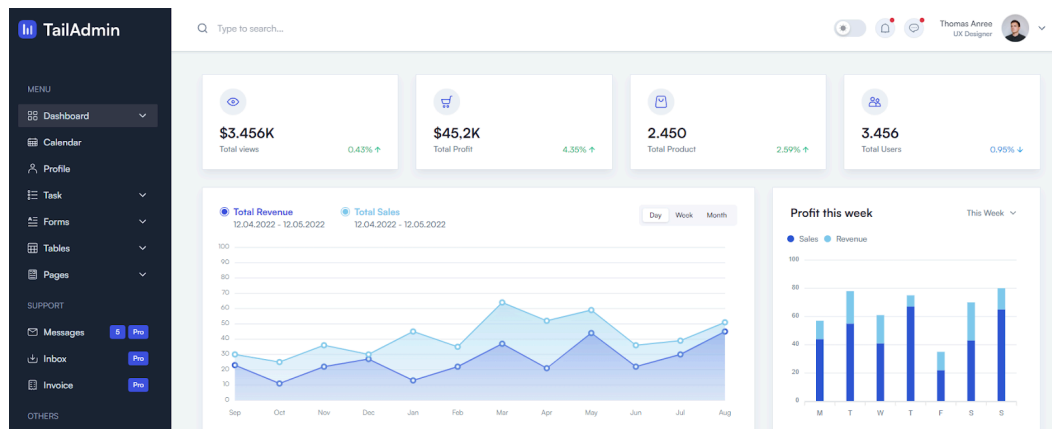 TailAdmin
Type to search...
Thomas Anree
UX Designer
MENU
Dashboard
Calendar
Profile
Task
Forms
Tables
Pages
SUPPORT
Messages 5 Pro
Inbox Pro
Invoice Pro
OTHERS
$3.456K
Total views 0.43%
$45,2K
Total Profit 4.35%
2.450
Total Product 2.59%
3.456
Total Users 0.95%
Total Revenue
12.04.2022 - 12.05.2022
Total Sales
12.04.2022 - 12.05.2022
Day Week Month
100
90
80
70
60
50
40
30
20
10
0
Sep Oct Nov Dec Jan Feb Mar Apr May Jun Jul Aug
Profit this week
This Week
Sales Revenue
100
80
60
40
20
0
M T W T F S S